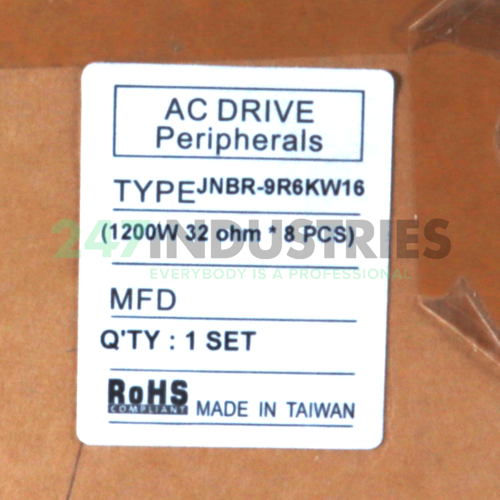 AC DRIVE
Peripherals
TYPE JNBR-9R6KW16
(1200W 32 ohm * 8 PCS)
247INDUSTRIES
EVERYBODY IS A PROFESSIONAL
MFD
Q'TY : 1 SET
RoHS
COMPLIANT
MADE IN TAIWAN